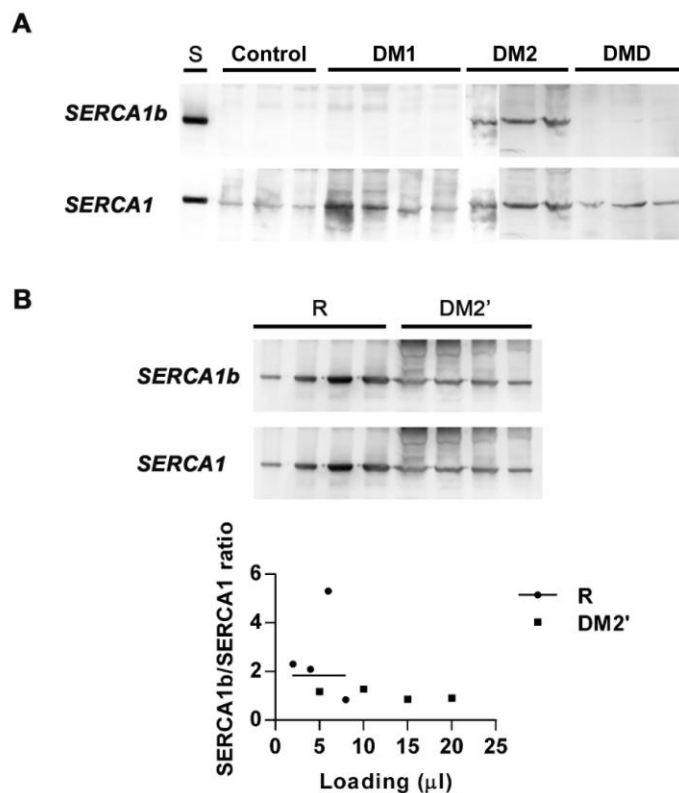 A
S Control DM1 DM2 DMD
SERCA1b
SERCA1
B
R DM2'
SERCA1b
SERCA1
SERCA1b/SERCA1 ratio
6
4
2
0
0 5 10 15 20 25
Loading (μl)
R
DM2'